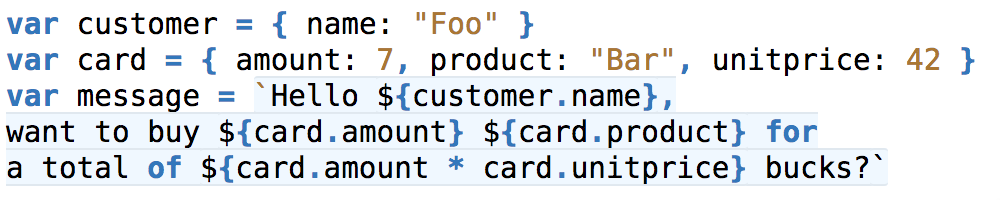 var customer = { name: "Foo" }
var card = { amount: 7, product: "Bar", unitprice: 42 }
var message = `Hello ${customer.name},
want to buy ${card.amount} ${card.product} for
a total of ${card.amount * card.unitprice} bucks?`